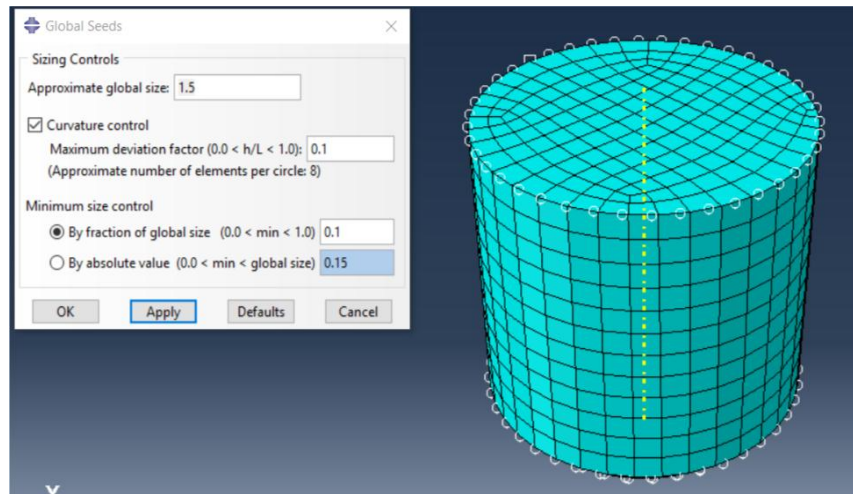 Global Seeds
Sizing Controls
Approximate global size: 1.5
Curvature control
Maximum deviation factor (0.0 < h/L < 1.0): 0.1
(Approximate number of elements per circle: 8)
Minimum size control
By fraction of global size (0.0 < min < 1.0) 0.1
By absolute value (0.0 < min < global size) 0.15
OK Apply Defaults Cancel
Y